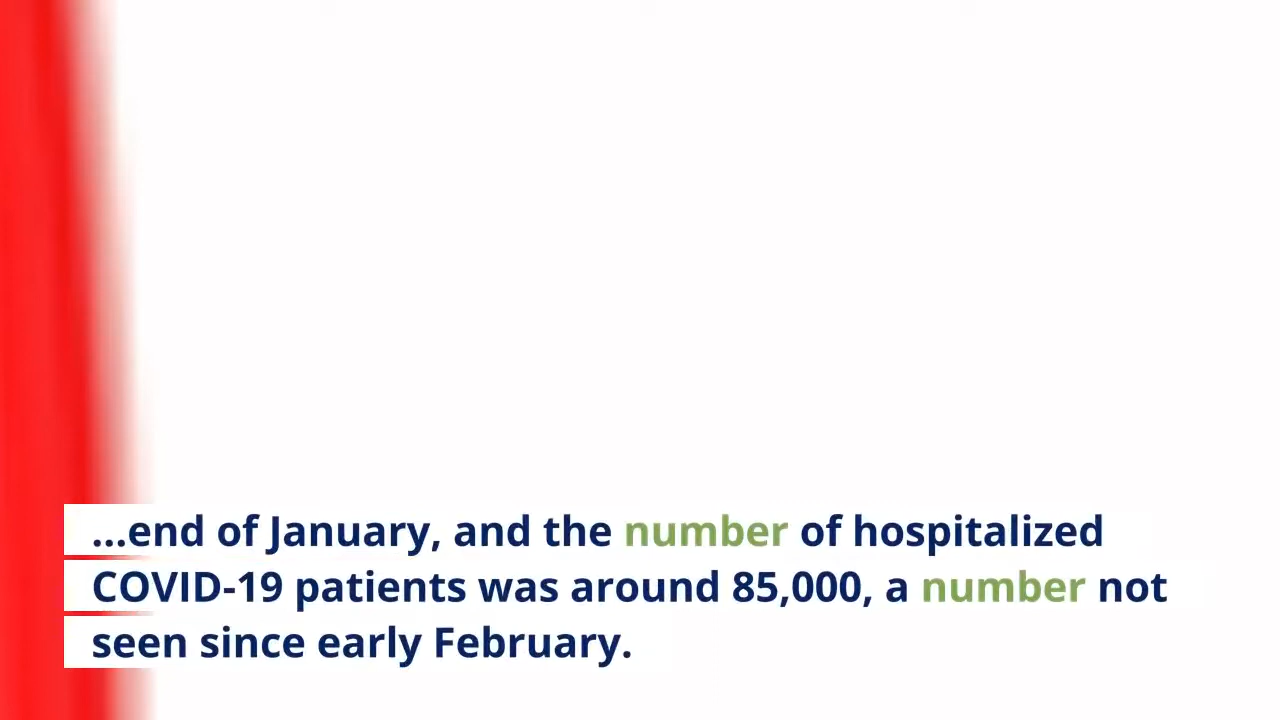 ...end of January, and the number of hospitalized
COVID-19 patients was around 85,000, a number not
seen since early February.